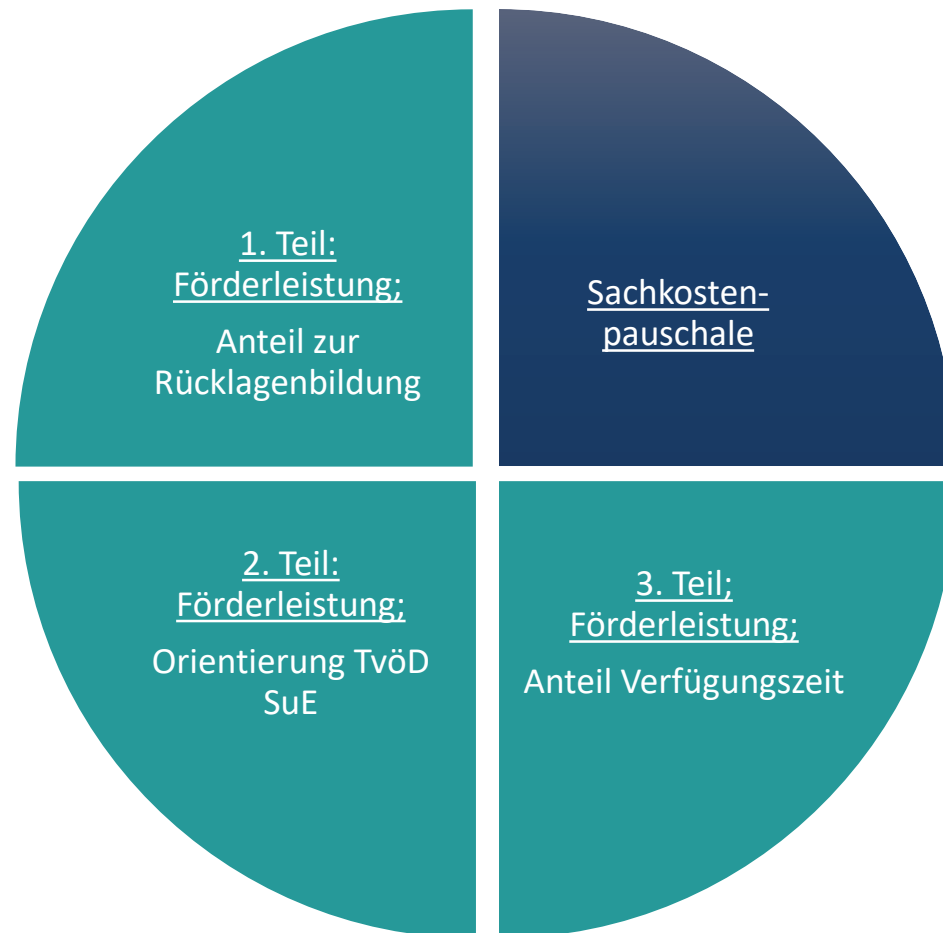 1. Teil:
Förderleistung;
Anteil zur
Rücklagenbildung
Sachkosten-
pauschale
2. Teil:
Förderleistung;
Orientierung TvöD
SuE
3. Teil;
Förderleistung;
Anteil Verfügungszeit